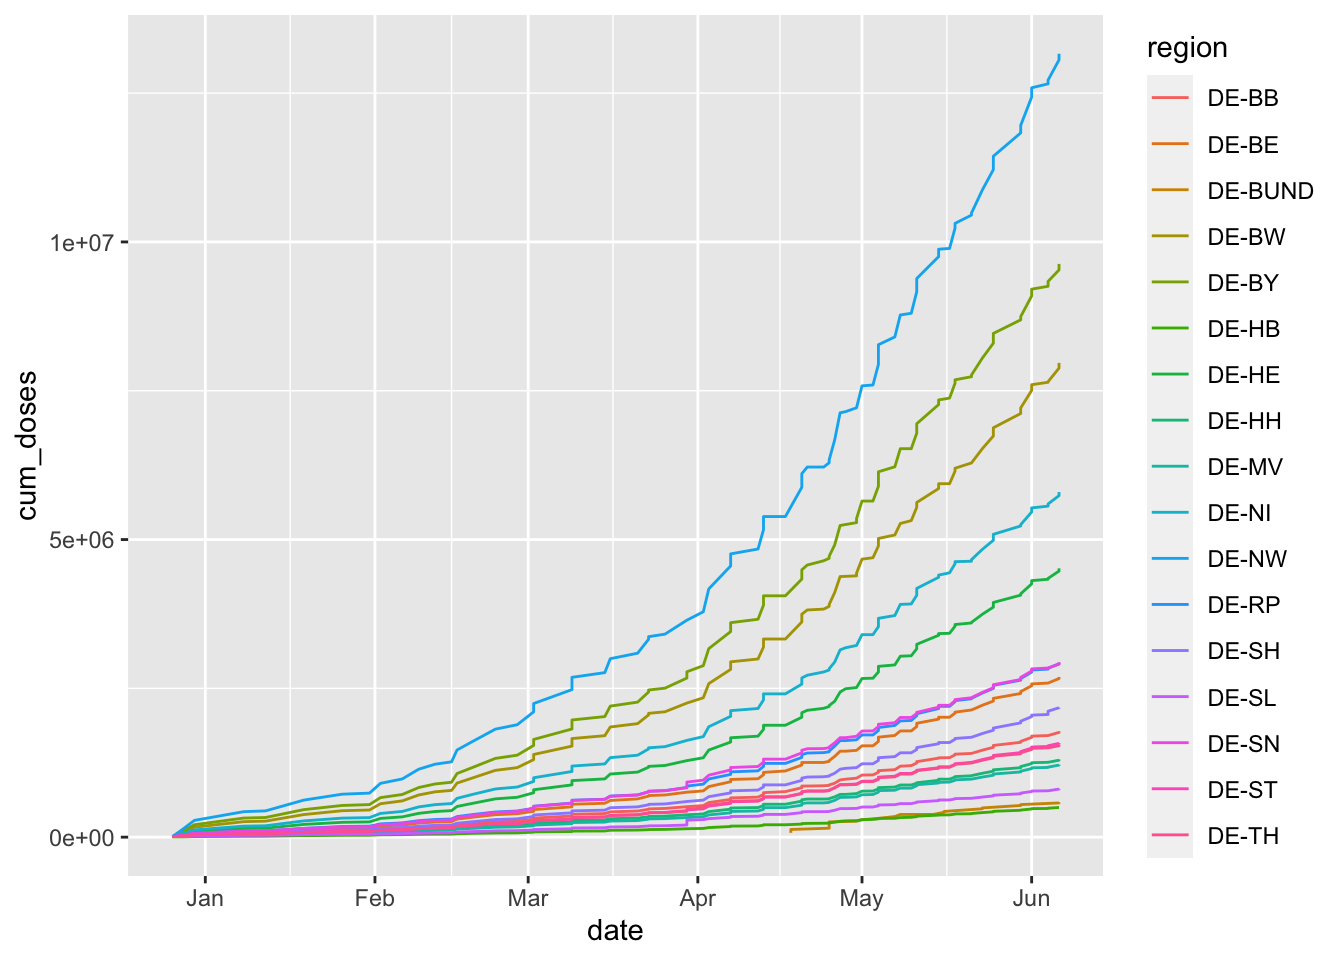 region
DE-BB
DE-BE
DE-BUND
DE-BW
DE-BY
DE-HB
DE-HE
DE-HH
DE-MV
DE-NI
DE-NW
DE-RP
DE-SH
DE-SL
DE-SN
DE-ST
DE-TH
cum_doses
1e+07
5e+06
0e+00
Jan Feb Mar Apr May Jun
date